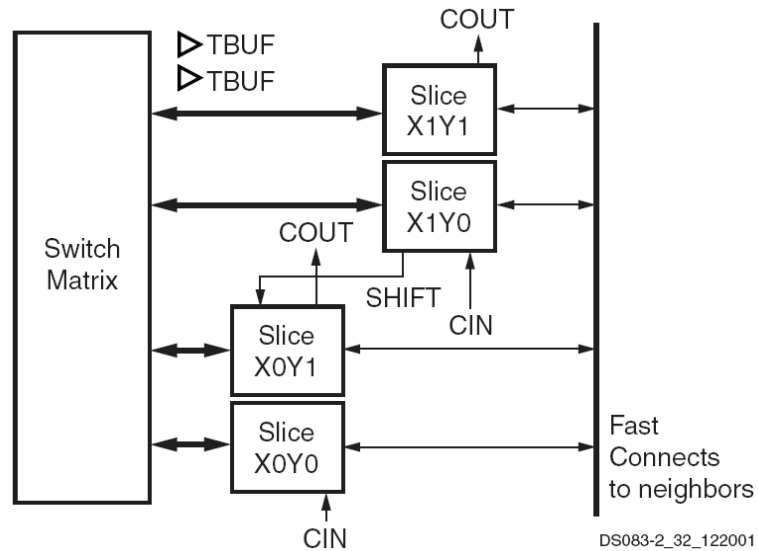 COUT
TBUF
TBUF
Slice
X1Y1
Slice
X1Y0
COUT
Switch
Matrix
SHIFT
CIN
Slice
X0Y1
Slice
X0Y0
Fast
Connects
to neighbors
CIN
DS083-2_32_122001